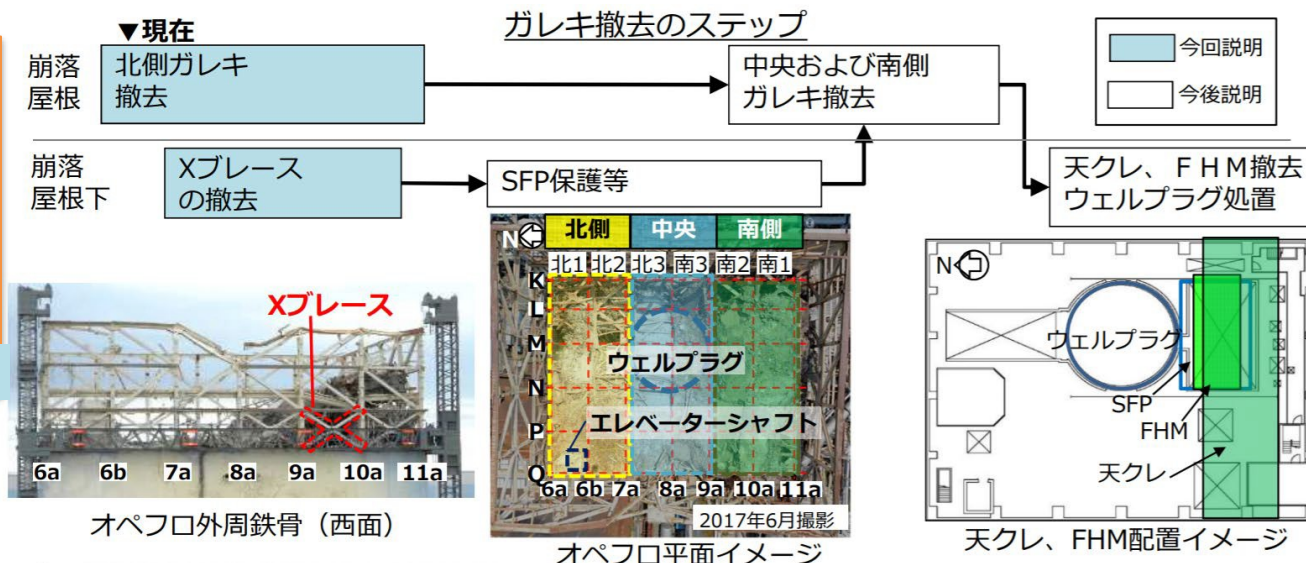 ガレキ撤去のステップ
▼現在
崩落
屋根
北側ガレキ
撤去
中央および南側
ガレキ撤去
今回説明
今後説明
崩落
屋根下
Xブレース
の撤去
SFP保護等
天クレ、FHM撤去
ウェルプラグ処置
Xブレース
6a 6b 7a 8a 9a 10a 11a
オペフロ外周鉄骨（西面）
N 北側 中央 南側
北1 北2 北3 南3 南2 南1
K
L
M
ウェルプラグ
N
エレベーターシャフト
P
Q
6a 6b 7a 8a 9a 10a 11a
2017年6月撮影
オペフロ平面イメージ
N
ウェルプラグ
SFP
FHM
天クレ
天クレ、FHM配置イメージ